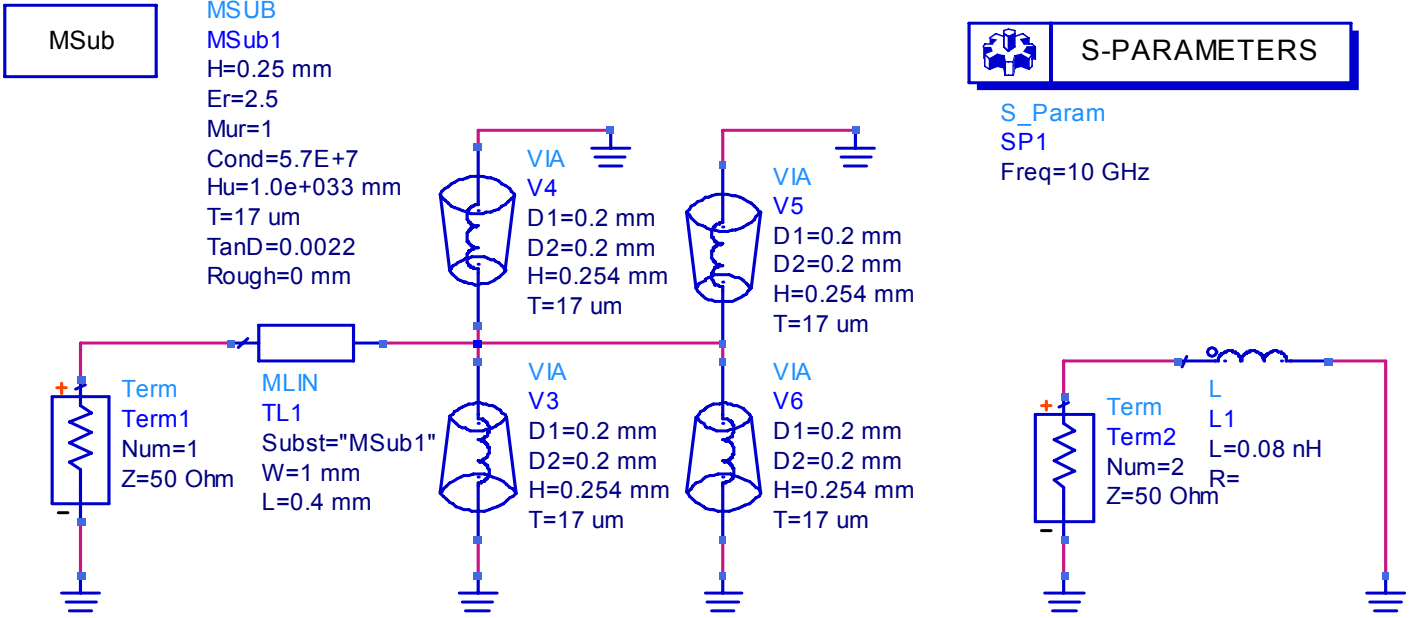 MSub
MSUB
MSub1
H=0.25 mm
Er=2.5
Mur=1
Cond=5.7E+7
Hu=1.0e+033 mm
T=17 um
TanD=0.0022
Rough=0 mm
S-PARAMETERS
S_Param
SP1
Freq=10 GHz
VIA
V4
D1=0.2 mm
D2=0.2 mm
H=0.254 mm
T=17 um
VIA
V5
D1=0.2 mm
D2=0.2 mm
H=0.254 mm
T=17 um
+
Term
Term1
Num=1
Z=50 Ohm
-
MLIN
TL1
Subst="MSub1"
W=1 mm
L=0.4 mm
VIA
V3
D1=0.2 mm
D2=0.2 mm
H=0.254 mm
T=17 um
VIA
V6
D1=0.2 mm
D2=0.2 mm
H=0.254 mm
T=17 um
+
Term
Term2
Num=2
Z=50 Ohm
-
L
L1
L=0.08 nH
R=